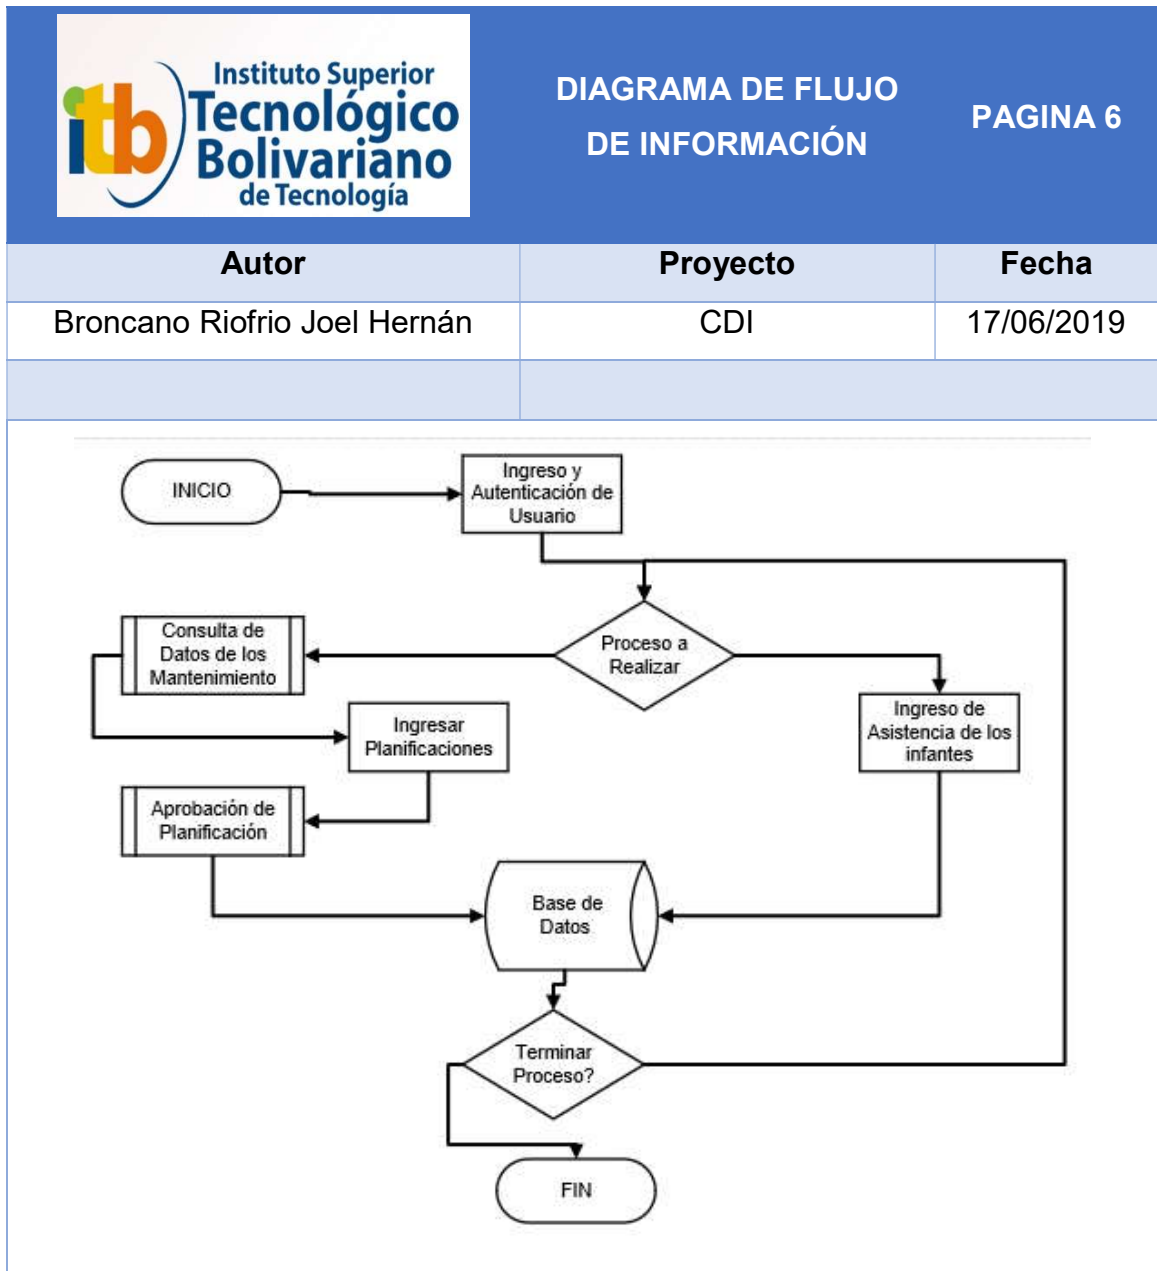 itb
Instituto Superior
Tecnológico
Bolivariano
de Tecnología
DIAGRAMA DE FLUJO
DE INFORMACIÓN
PAGINA 6
Autor
Proyecto
Fecha
Broncano Riofrio Joel Hernán
CDI
17/06/2019
INICIO
Ingreso y
Autenticación de
Usuario
Proceso a
Realizar
Consulta de
Datos de los
Mantenimiento
Ingresar
Planificaciones
Ingreso de
Asistencia de los
infantes
Aprobación de
Planificación
Base de
Datos
Terminar
Proceso?
FIN